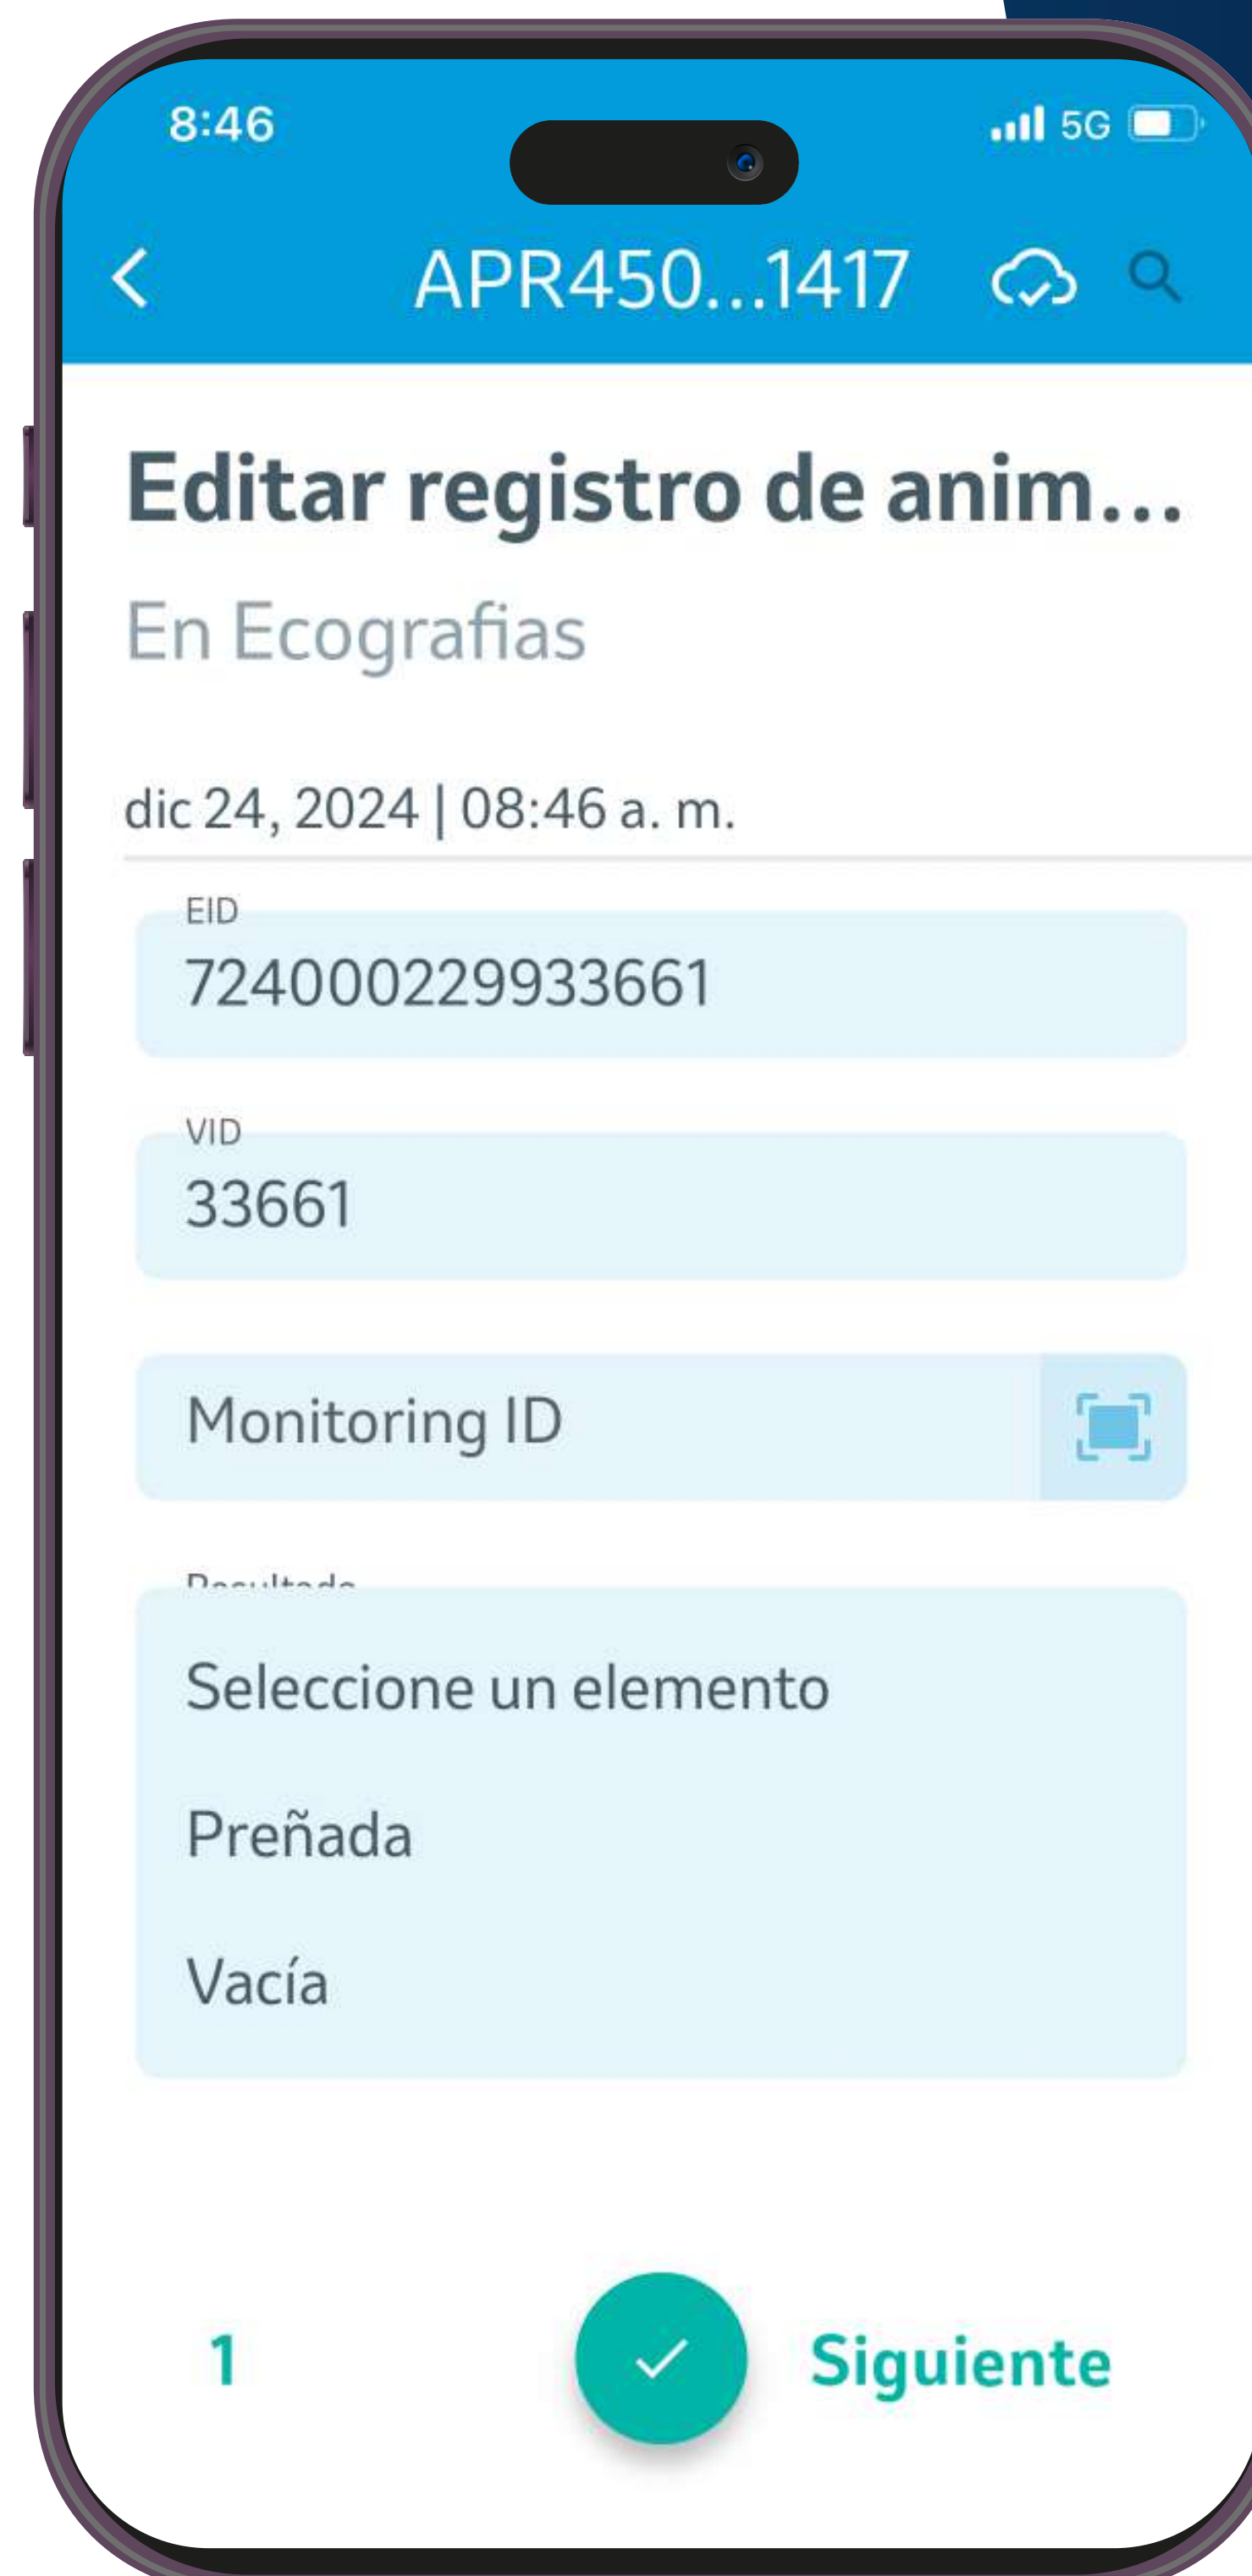 8:46
5G
APR450...1417
Editar registro de anim...
En Ecografias
dic 24, 2024 | 08:46 a. m.
EID
724000229933661
VID
33661
Monitoring ID
Resultado
Seleccione un elemento
Preñada
Vacía
1
Siguiente